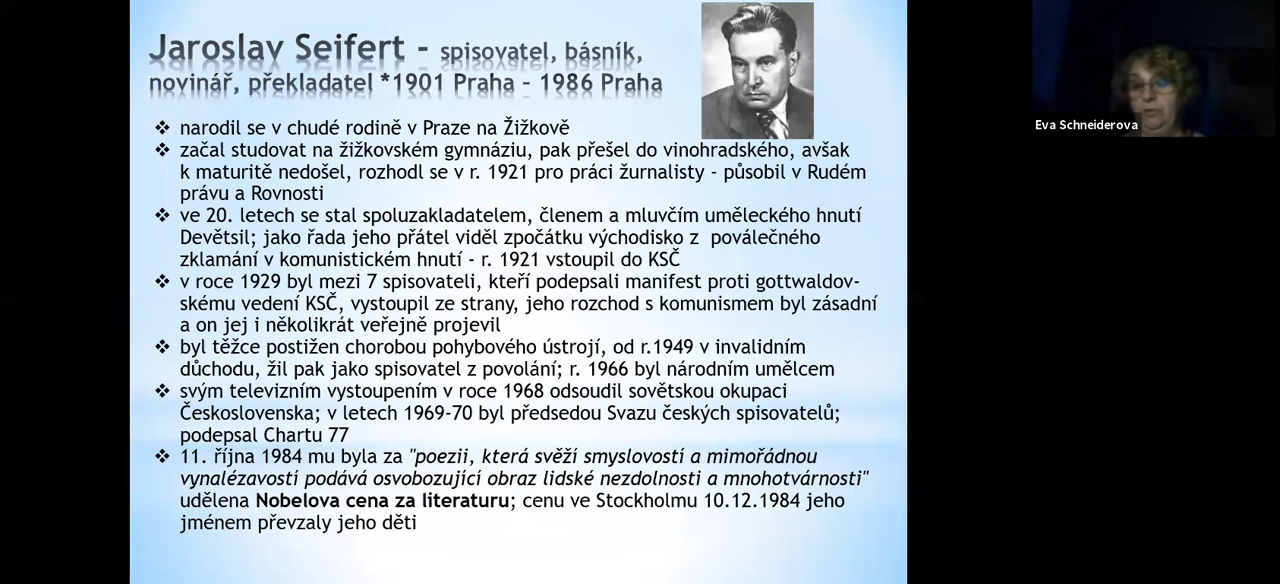 Jaroslav Seifert - spisovatel, básník,
novinář, překladatel *1901 Praha - 1986 Praha
❖ narodil se v chudé rodině v Praze na Žižkově
❖ začal studovat na žižkovském gymnáziu, pak přešel do vinohradského, avšak
k maturitě nedošel, rozhodl se v r. 1921 pro práci žurnalisty - působil v Rudém
právu a Rovnosti
❖ ve 20. letech se stal spoluzakladatelem, členem a mluvčím uměleckého hnutí
Devětsil; jako řada jeho přátel viděl zpočátku východisko z poválečného
zklamání v komunistickém hnutí - r. 1921 vstoupil do KSČ
❖ v roce 1929 byl mezi 7 spisovateli, kteří podepsali manifest proti gottwaldov-
skému vedení KSČ, vystoupil ze strany, jeho rozchod s komunismem byl zásadní
a on jej i několikrát veřejně projevil
❖ byl těžce postižen chorobou pohybového ústrojí, od r.1949 v invalidním
důchodu, žil pak jako spisovatel z povolání; r. 1966 byl národním umělcem
❖ svým televizním vystoupením v roce 1968 odsoudil sovětskou okupaci
Československa; v letech 1969-70 byl předsedou Svazu českých spisovatelů;
podepsal Chartu 77
❖ 11. října 1984 mu byla za "poezii, která svěží smyslovostí a mimořádnou
vynalézavostí podává osvobozující obraz lidské nezdolnosti a mnohotvárnosti"
udělena Nobelova cena za literaturu; cenu ve Stockholmu 10.12.1984 jeho
jménem převzaly jeho děti
Eva Schneiderova